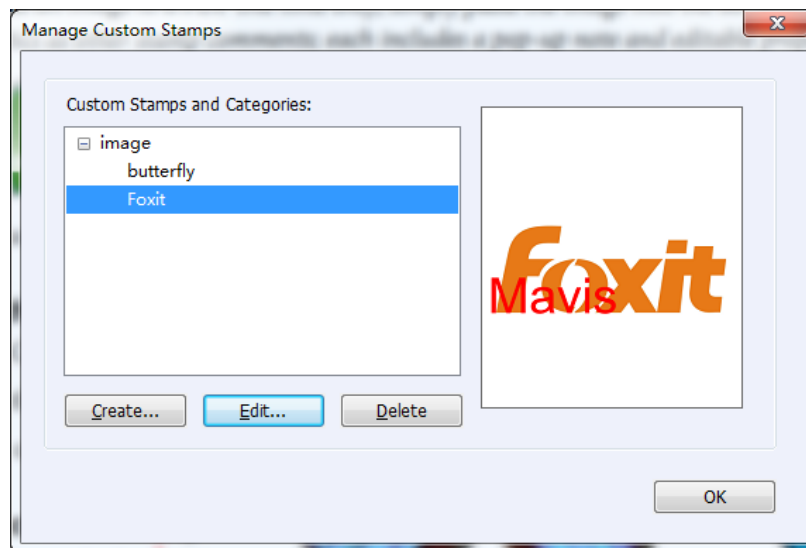 Manage Custom Stamps
Custom Stamps and Categories:
image
butterfly
Foxit
foxit
Mavis
Create...
Edit...
Delete
OK